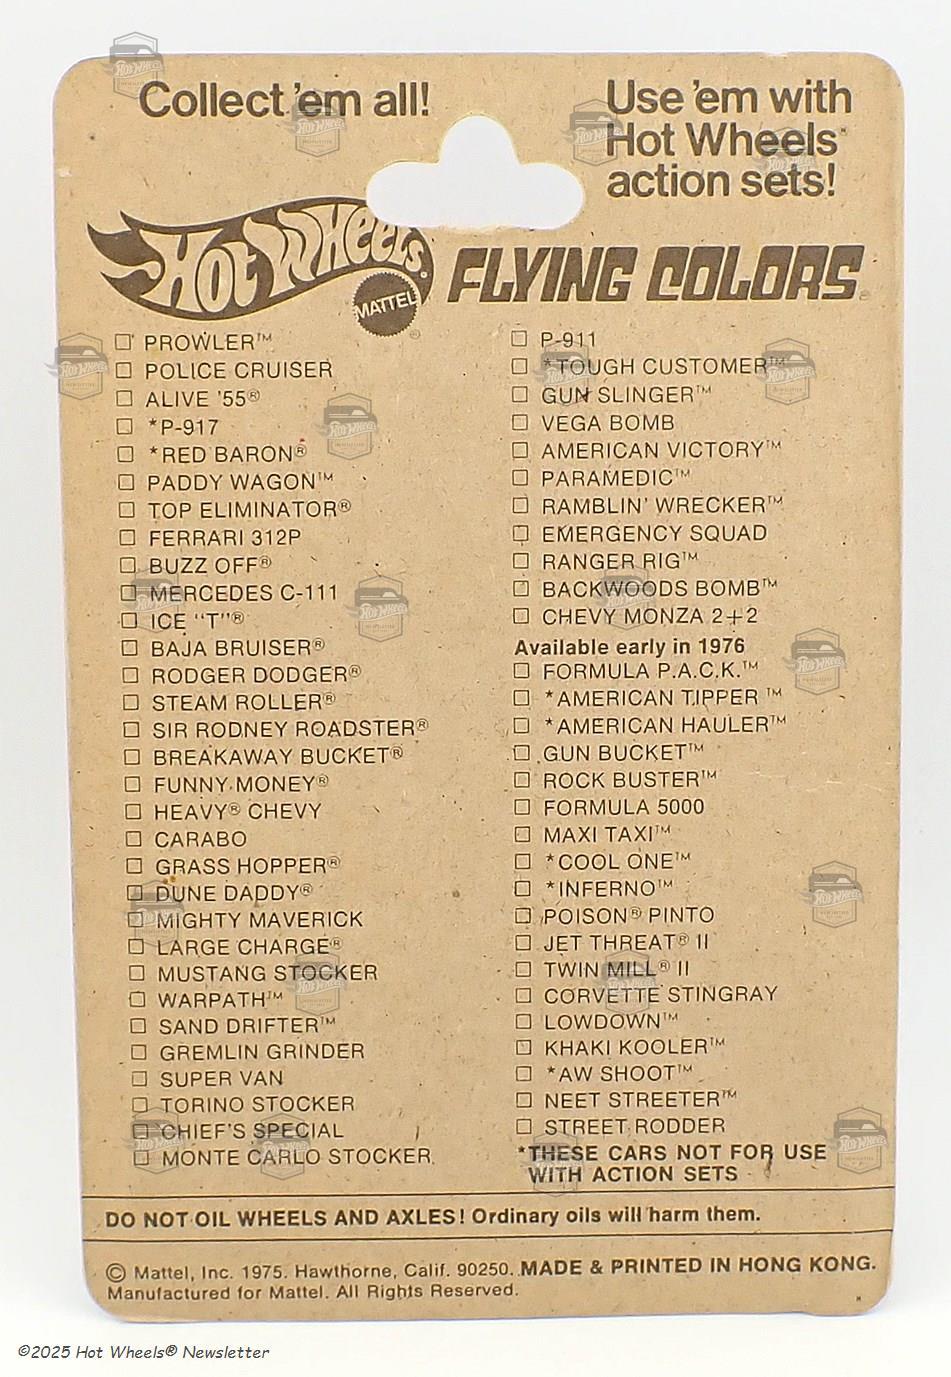 Collect 'em all!
Use 'em with
Hot Wheels®
action sets!
Hot Wheels®
MATTEL®
FLYING COLORS®
☐ PROWLER™
☐ POLICE CRUISER
☐ ALIVE '55®
☐ *P-917
☐ *RED BARON®
☐ PADDY WAGON™
☐ TOP ELIMINATOR®
☐ FERRARI 312P
☐ BUZZ OFF®
☐ MERCEDES C-111
☐ ICE "T"®
☐ BAJA BRUISER®
☐ RODGER DODGER®
☐ STEAM ROLLER®
☐ SIR RODNEY ROADSTER®
☐ BREAKAWAY BUCKET®
☐ FUNNY MONEY®
☐ HEAVY® CHEVY
☐ CARABO
☐ GRASS HOPPER®
☐ DUNE DADDY®
☐ MIGHTY MAVERICK
☐ LARGE CHARGE®
☐ MUSTANG STOCKER
☐ WARPATH™
☐ SAND DRIFTER™
☐ GREMLIN GRINDER
☐ SUPER VAN
☐ TORINO STOCKER
☐ CHIEF'S SPECIAL
☐ MONTE CARLO STOCKER
☐ P-911
☐ *TOUGH CUSTOMER™
☐ GUN SLINGER™
☐ VEGA BOMB
☐ AMERICAN VICTORY™
☐ PARAMEDIC™
☐ RAMBLIN' WRECKER™
☐ EMERGENCY SQUAD
☐ RANGER RIG™
☐ BACKWOODS BOMB™
☐ CHEVY MONZA 2+2
Available early in 1976
☐ FORMULA P.A.C.K.™
☐ *AMERICAN TIPPER™
☐ *AMERICAN HAULER™
☐ GUN BUCKET™
☐ ROCK BUSTER™
☐ FORMULA 5000
☐ MAXI TAXI™
☐ *COOL ONE™
☐ *INFERNO™
☐ POISON® PINTO
☐ JET THREAT® II
☐ TWIN MILL® II
☐ CORVETTE STINGRAY
☐ LOWDOWN™
☐ KHAKI KOOLER™
☐ *AW SHOOT™
☐ NEET STREETER™
☐ STREET RODDER
*THESE CARS NOT FOR USE
WITH ACTION SETS
DO NOT OIL WHEELS AND AXLES! Ordinary oils will harm them.
© Mattel, Inc. 1975. Hawthorne, Calif. 90250. MADE & PRINTED IN HONG KONG.
Manufactured for Mattel. All Rights Reserved.
©2025 Hot Wheels® Newsletter